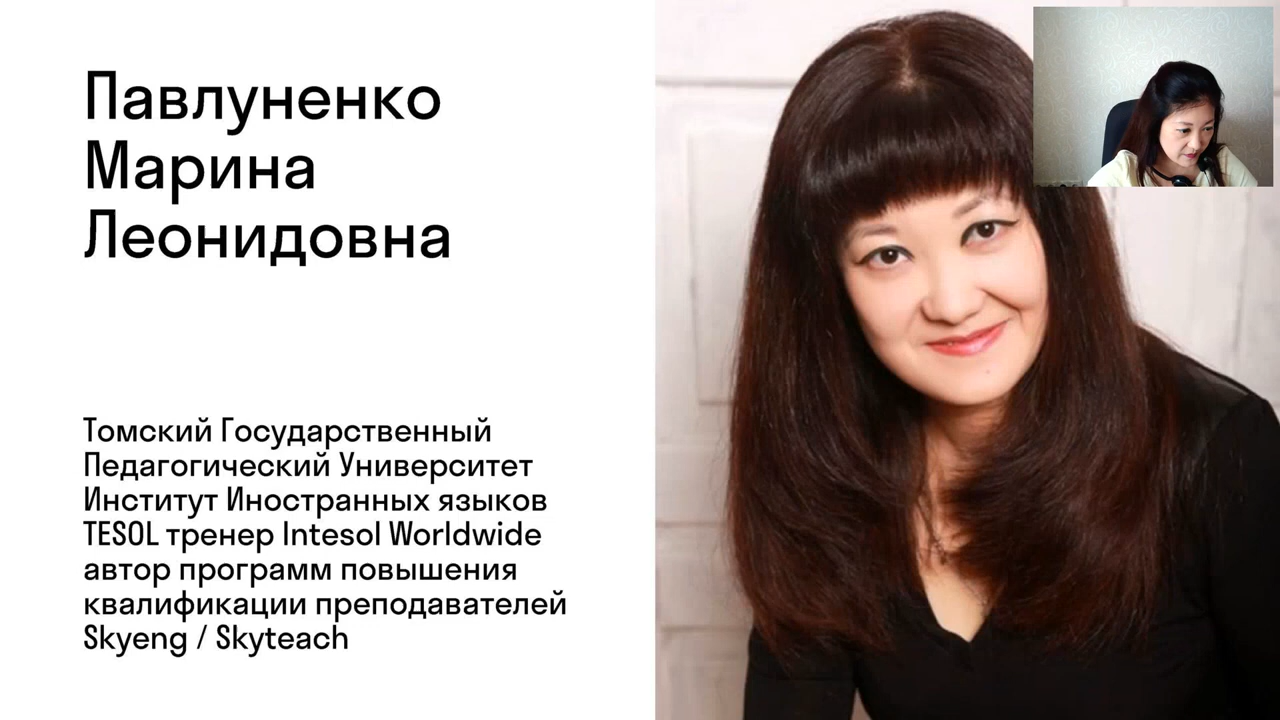 Павлуненко
Марина
Леонидовна
Томский Государственный
Педагогический Университет
Институт Иностранных языков
TESOL тренер Intesol Worldwide
автор программ повышения
квалификации преподавателей
Skyeng / Skyteach